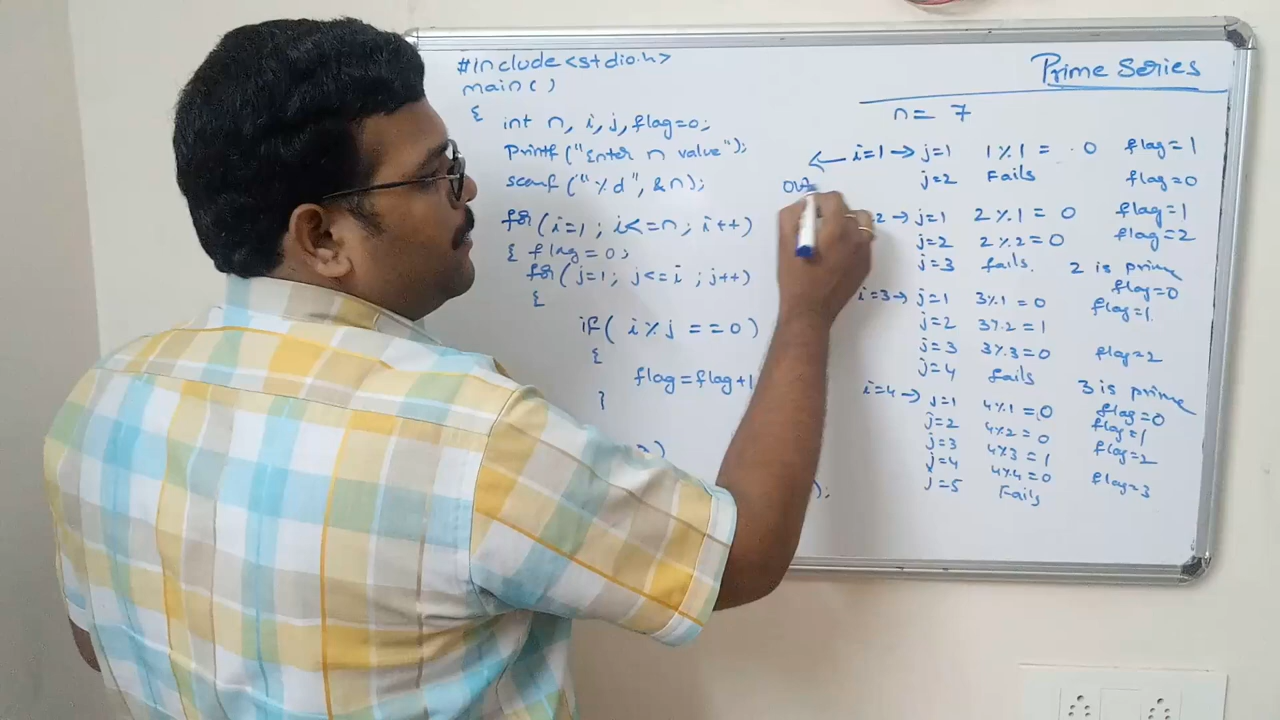 #include<stdio.h>
main()
{
int n, i, j, flag=0;
Printf("Enter n value");
scanf("%d", &n);
for(i=1; i<=n; i++)
{ flag=0;
for(j=1; j<=i; j++)
{
if( i%j ==0)
{
flag=flag+1
}
)
);
Prime Series
n= 7
i=1→ j=1 1%1= 0 flag=1
j=2 Fails flag=0
2→ j=1 2%1=0 flag=1
j=2 2%2=0 flag=2
j=3 fails. 2 is prime
flag=0
i=3→ j=1 3%1=0 flag=1
j=2 3%2=1
j=3 3%3=0 flag=2
j=4 fails
3 is prime
i=4→ j=1 4%1=0 flag=0
j=2 4%2=0 flag=1
j=3 4%3=1 flag=2
j=4 4%4=0 flag=3
j=5 Fails